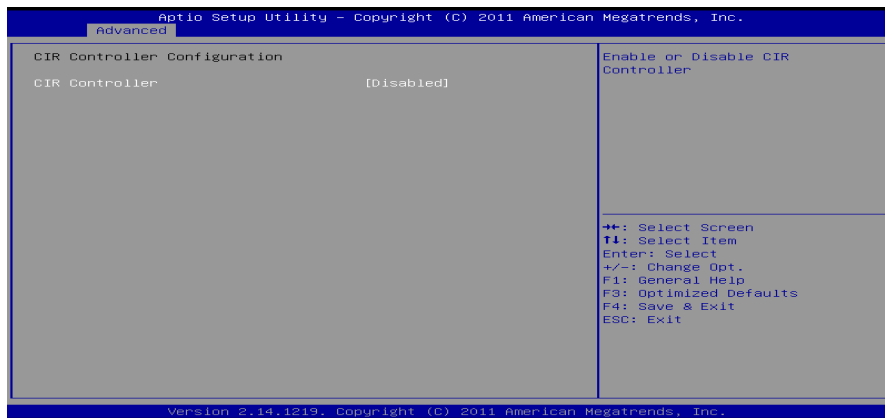 Aptio Setup Utility – Copyright (C) 2011 American Megatrends, Inc.
Advanced
CIR Controller Configuration
CIR Controller [Disabled]
Enable or Disable CIR
Controller
→←: Select Screen
↑↓: Select Item
Enter: Select
+/-: Change Opt.
F1: General Help
F3: Optimized Defaults
F4: Save & Exit
ESC: Exit
Version 2.14.1219. Copyright (C) 2011 American Megatrends, Inc.